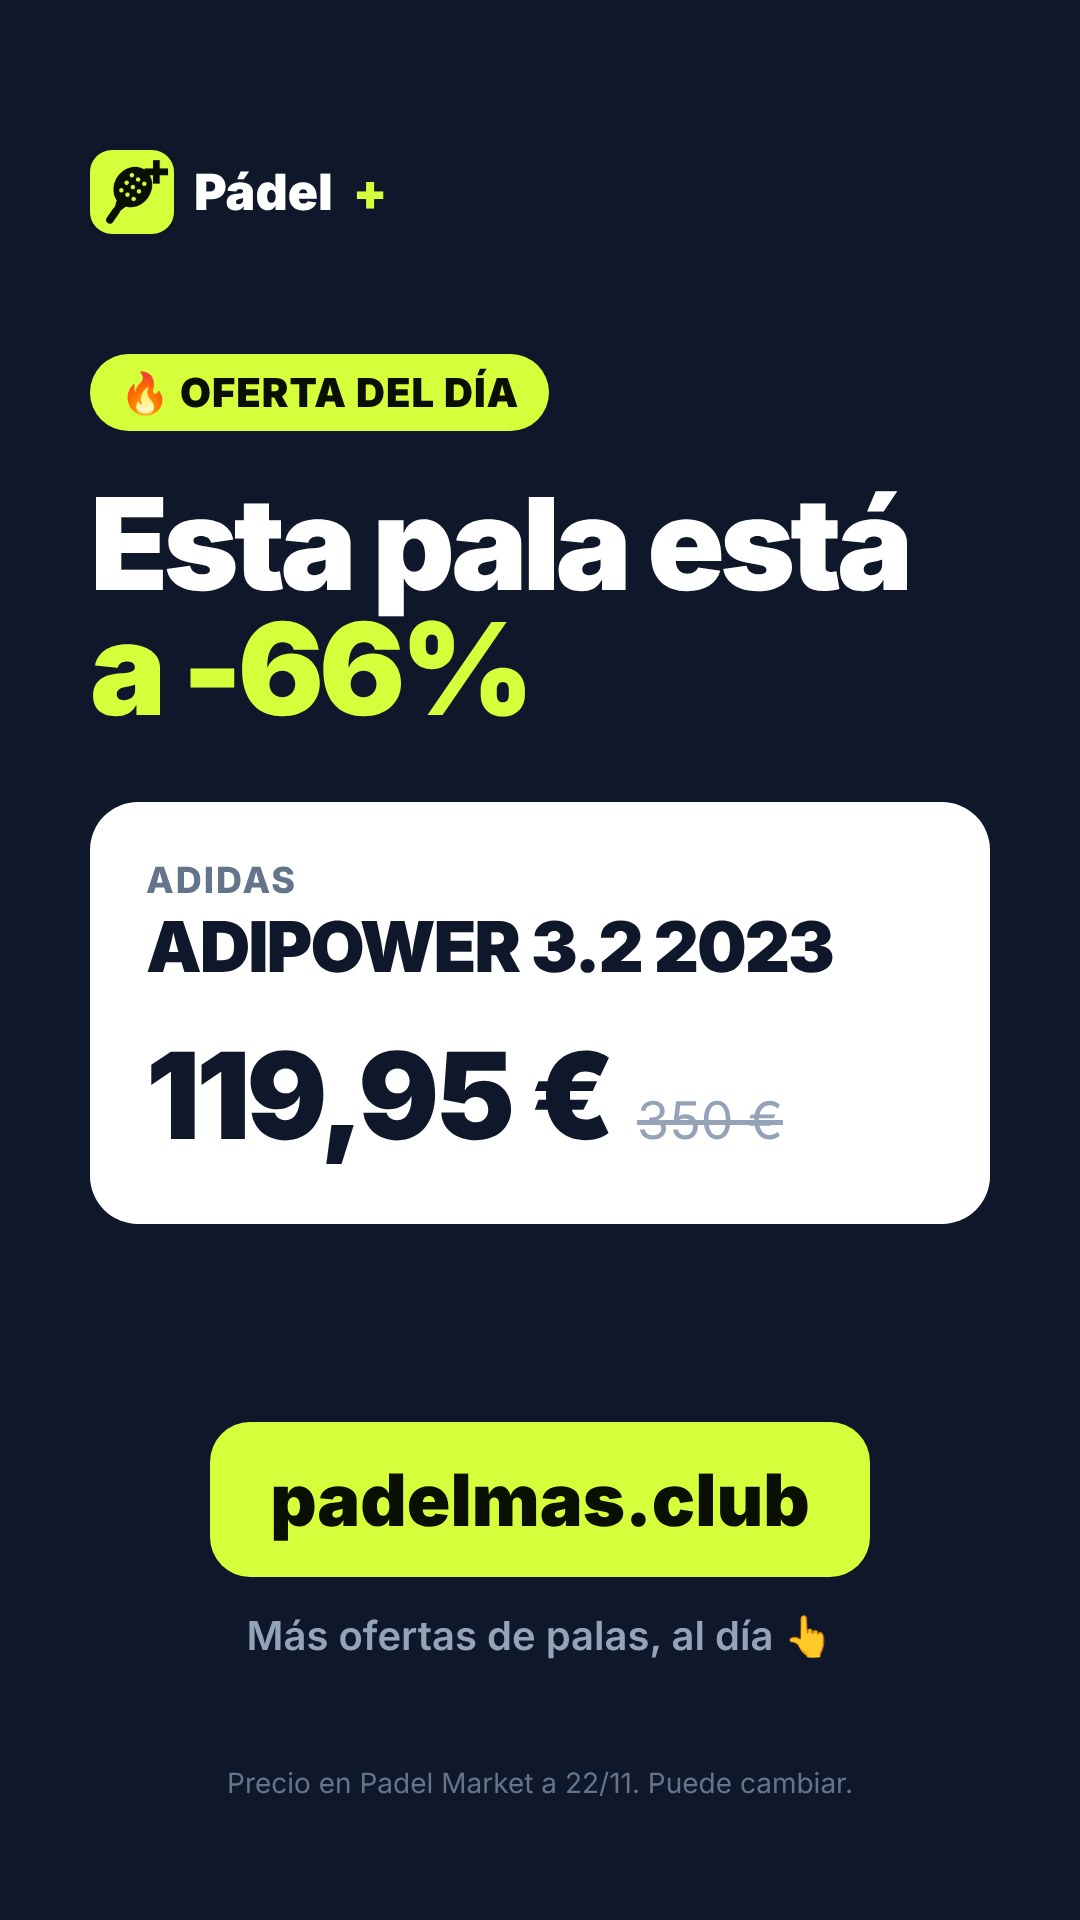 Pádel +
🔥 OFERTA DEL DÍA
Esta pala está
a -66%
ADIDAS
ADIPOWER 3.2 2023
119,95 € 350 €
padelmas.club
Más ofertas de palas, al día 👆
Precio en Padel Market a 22/11. Puede cambiar.